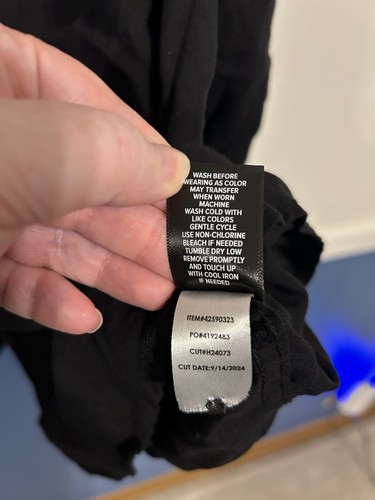 WASH BEFORE
WEARING AS COLOR
MAY TRANSFER
WHEN WORN
MACHINE
WASH COLD WITH
LIKE COLORS
GENTLE CYCLE
USE NON-CHLORINE
BLEACH IF NEEDED
TUMBLE DRY LOW
REMOVE PROMPTLY
AND TOUCH UP
WITH COOL IRON
IF NEEDED
ITEM#42590323
PO#4192483
CUT#H24073
CUT DATE:9/14/2024